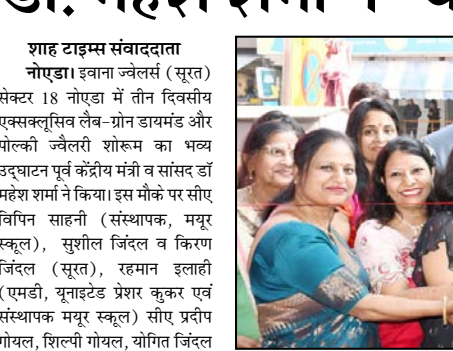 डॉ. महेश शर्मा ने
शाह टाइम्स संवाददाता
नोएडा। इवाना ज्वेलर्स (सूरत)
सेक्टर 18 नोएडा में तीन दिवसीय
एक्सक्लूसिव लैब-ग्रोन डायमंड और
पोल्की ज्वैलरी शोरूम का भव्य
उद्घाटन पूर्व केंद्रीय मंत्री व सांसद डॉ
महेश शर्मा ने किया। इस मौके पर सीए
विपिन साहनी (संस्थापक, मयूर
स्कूल), सुशील जिंदल व किरण
जिंदल (सूरत), रहमान इलाही
(एमडी, यूनाइटेड प्रेशर कुकर एवं
संस्थापक मयूर स्कूल) सीए प्रदीप
गोयल, शिल्पी गोयल, योगित जिंदल